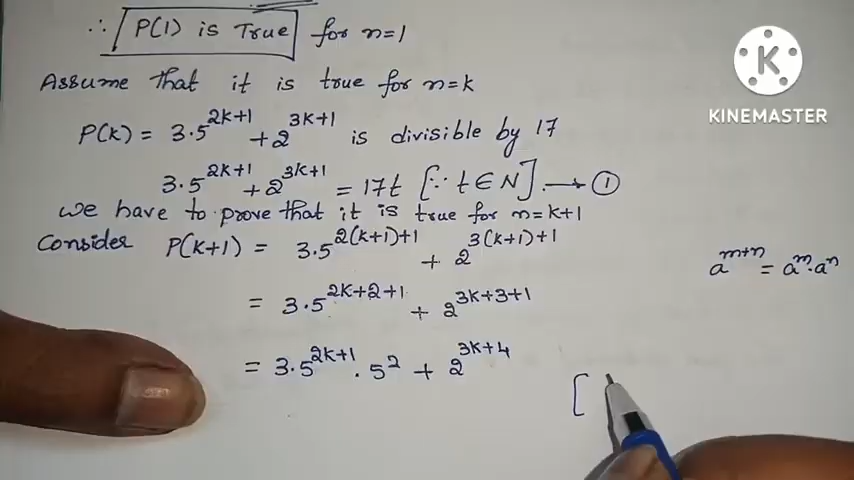 ∴ P(1) is True for n=1
Assume that it is true for n=k
P(k) = 3·5^{2k+1} + 2^{3k+1} is divisible by 17
3·5^{2k+1} + 2^{3k+1} = 17t [∵ t ∈ N] → ①
we have to prove that it is true for n=k+1
Consider P(k+1) = 3·5^{2(k+1)+1} + 2^{3(k+1)+1}
= 3·5^{2k+2+1} + 2^{3k+3+1}
= 3·5^{2k+1} · 5^2 + 2^{3k+4}
[
a^{m+n} = a^m · a^n
K
KINEMASTER